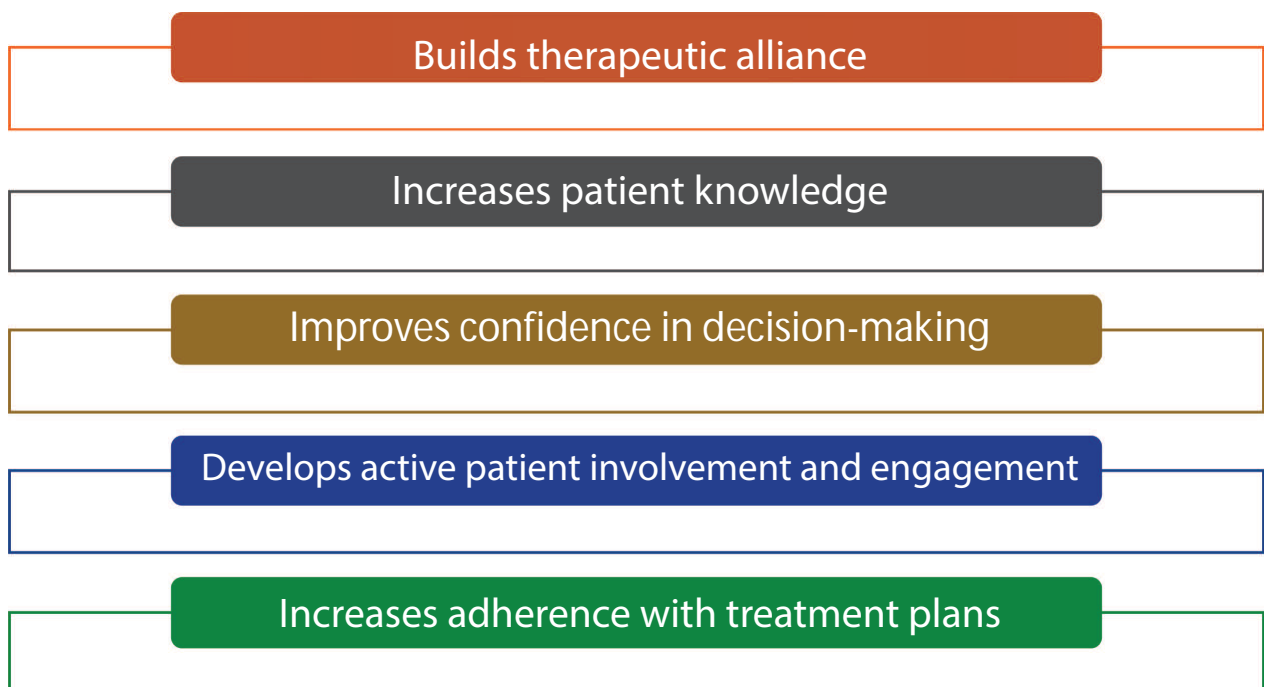 Builds therapeutic alliance
Increases patient knowledge
Improves confidence in decision-making
Develops active patient involvement and engagement
Increases adherence with treatment plans